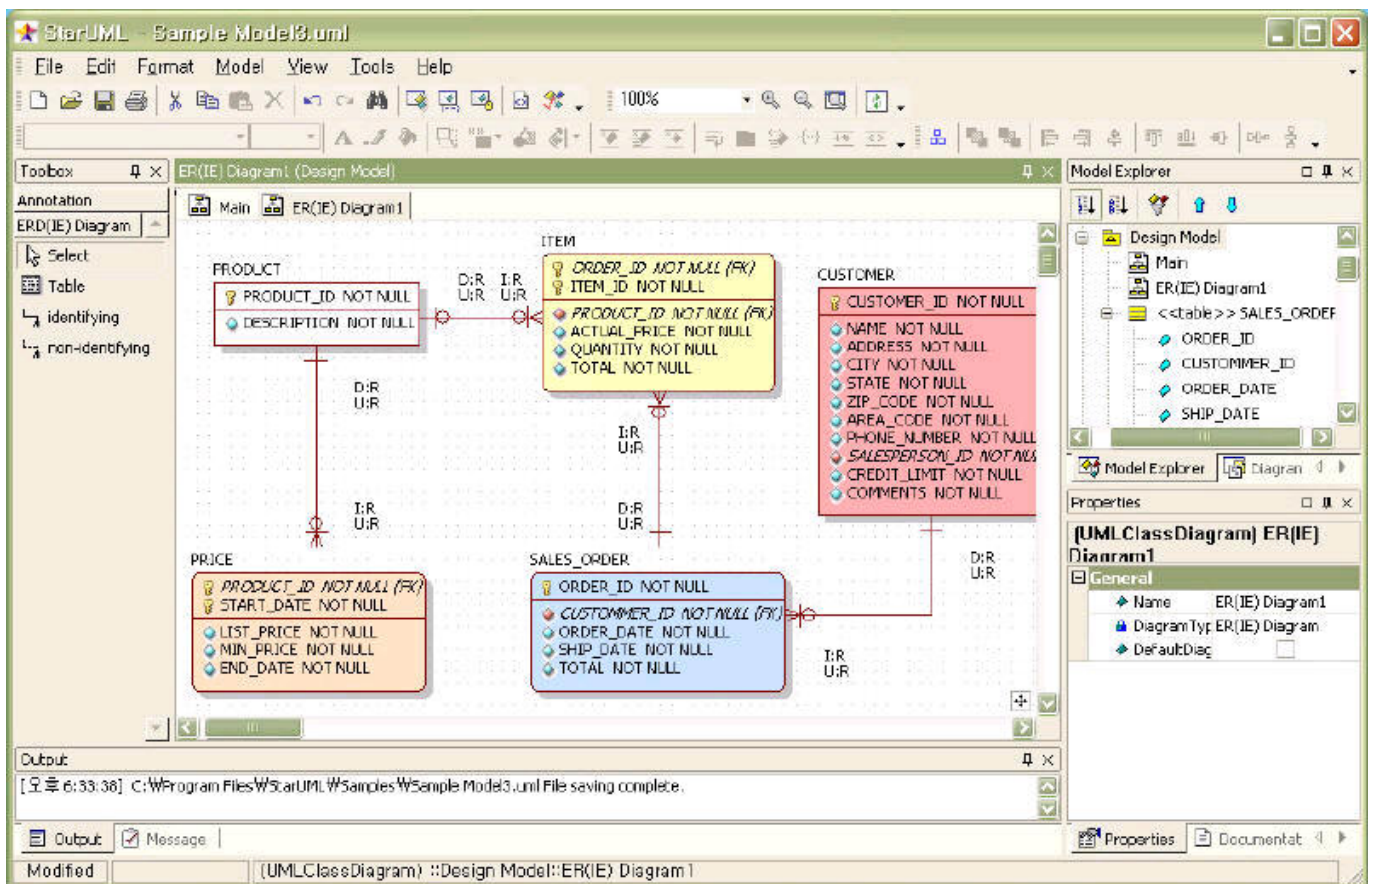 StarUML - Sample Model3.uml
File Edit Format Model View Tools Help
100%
Toolbox
ER(IE) Diagram1 (Design Model)
Model Explorer
Annotation
ERD(IE) Diagram
Select
Table
identifying
non-identifying
Main ER(IE) Diagram1
PRODUCT
PRODUCT_ID NOT NULL
DESCRIPTION NOT NULL
D:R I:R
U:R U:R
ITEM
ORDER_ID NOT NULL (FK)
ITEM_ID NOT NULL
PRODUCT_ID NOT NULL (FK)
ACTUAL_PRICE NOT NULL
QUANTITY NOT NULL
TOTAL NOT NULL
CUSTOMER
CUSTOMER_ID NOT NULL
NAME NOT NULL
ADDRESS NOT NULL
CITY NOT NULL
STATE NOT NULL
ZIP_CODE NOT NULL
AREA_CODE NOT NULL
PHONE_NUMBER NOT NULL
SALESPERSON_ID NOT NUL
CREDIT_LIMIT NOT NULL
COMMENTS NOT NULL
D:R
U:R
I:R
U:R
I:R
U:R
D:R
U:R
D:R
U:R
PRICE
PRODUCT_ID NOT NULL (FK)
START_DATE NOT NULL
LIST_PRICE NOT NULL
MIN_PRICE NOT NULL
END_DATE NOT NULL
SALES_ORDER
ORDER_ID NOT NULL
CUSTOMMER_ID NOT NULL (FK)
ORDER_DATE NOT NULL
SHIP_DATE NOT NULL
TOTAL NOT NULL
I:R
U:R
Design Model
Main
ER(IE) Diagram1
<<table>> SALES_ORDER
ORDER_ID
CUSTOMMER_ID
ORDER_DATE
SHIP_DATE
Model Explorer Diagran
Properties
(UMLClassDiagram) ER(IE)
Diagram1
General
Name ER(IE) Diagram1
DiagramTyp ER(IE) Diagram
DefaultDiag
Properties Documentat
Output
[오후 6:33:38] C:₩Program Files₩StarUML₩Samples₩Sample Model3.uml File saving complete.
Output Message
Modified (UMLClassDiagram) ::Design Model::ER(IE) Diagram1